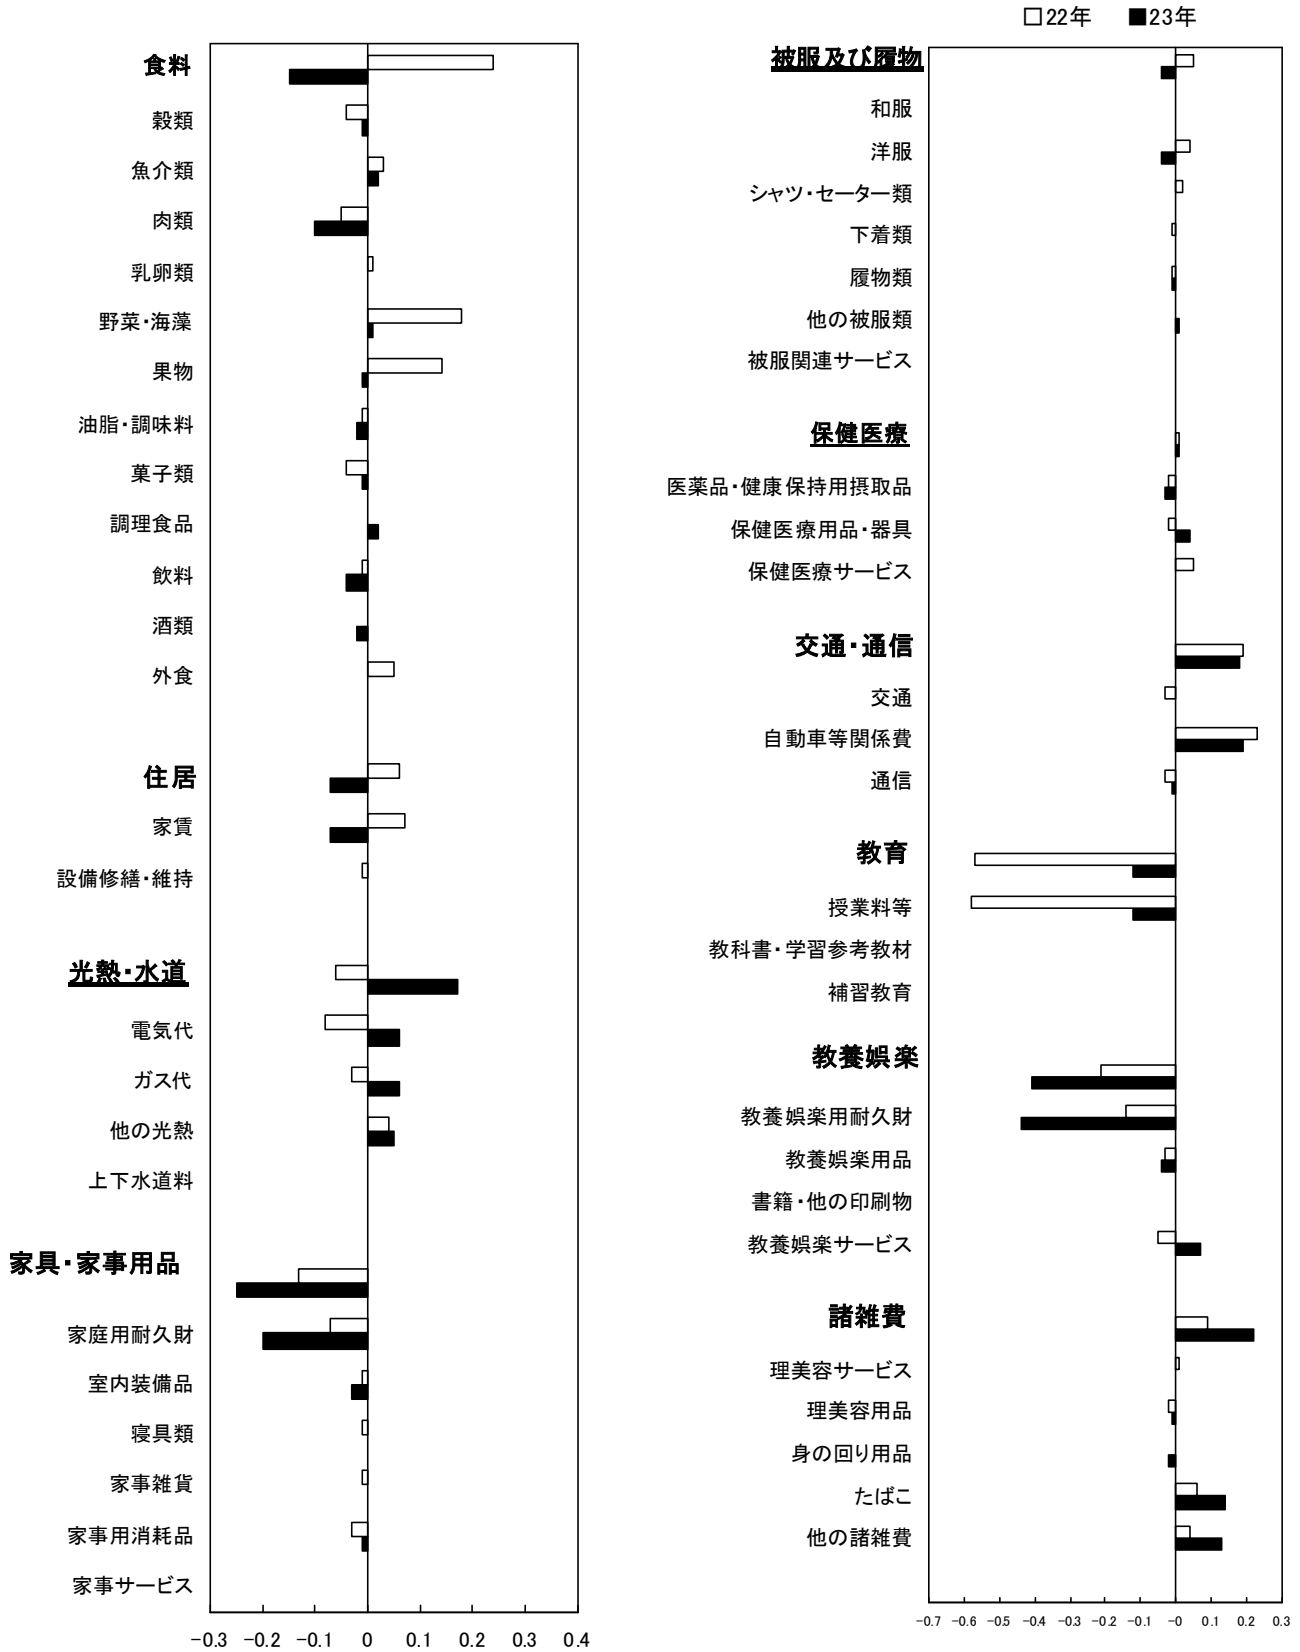 □22年 ■23年
食料
穀類
魚介類
肉類
乳卵類
野菜・海藻
果物
油脂・調味料
菓子類
調理食品
飲料
酒類
外食
住居
家賃
設備修繕・維持
光熱・水道
電気代
ガス代
他の光熱
上下水道料
家具・家事用品
家庭用耐久財
室内装備品
寝具類
家事雑貨
家事用消耗品
家事サービス
-0.3 -0.2 -0.1 0 0.1 0.2 0.3 0.4
被服及び履物
和服
洋服
シャツ・セーター類
下着類
履物類
他の被服類
被服関連サービス
保健医療
医薬品・健康保持用摂取品
保健医療用品・器具
保健医療サービス
交通・通信
交通
自動車等関係費
通信
教育
授業料等
教科書・学習参考教材
補習教育
教養娯楽
教養娯楽用耐久財
教養娯楽用品
書籍・他の印刷物
教養娯楽サービス
諸雑費
理美容サービス
理美容用品
身の回り用品
たばこ
他の諸雑費
-0.7 -0.6 -0.5 -0.4 -0.3 -0.2 -0.1 -0 0.1 0.2 0.3